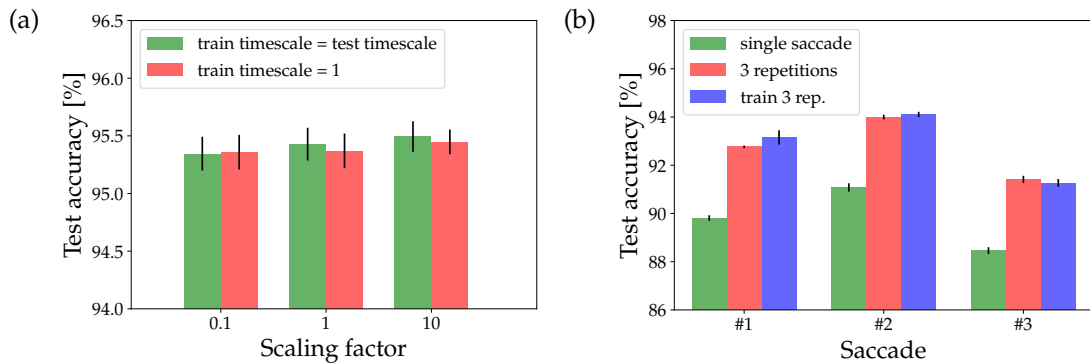 (a)
96.5
96.0
95.5
95.0
94.5
94.0
Test accuracy [%]
train timescale = test timescale
train timescale = 1
0.1 1 10
Scaling factor
(b)
98
96
94
92
90
88
86
Test accuracy [%]
single saccade
3 repetitions
train 3 rep.
#1 #2 #3
Saccade